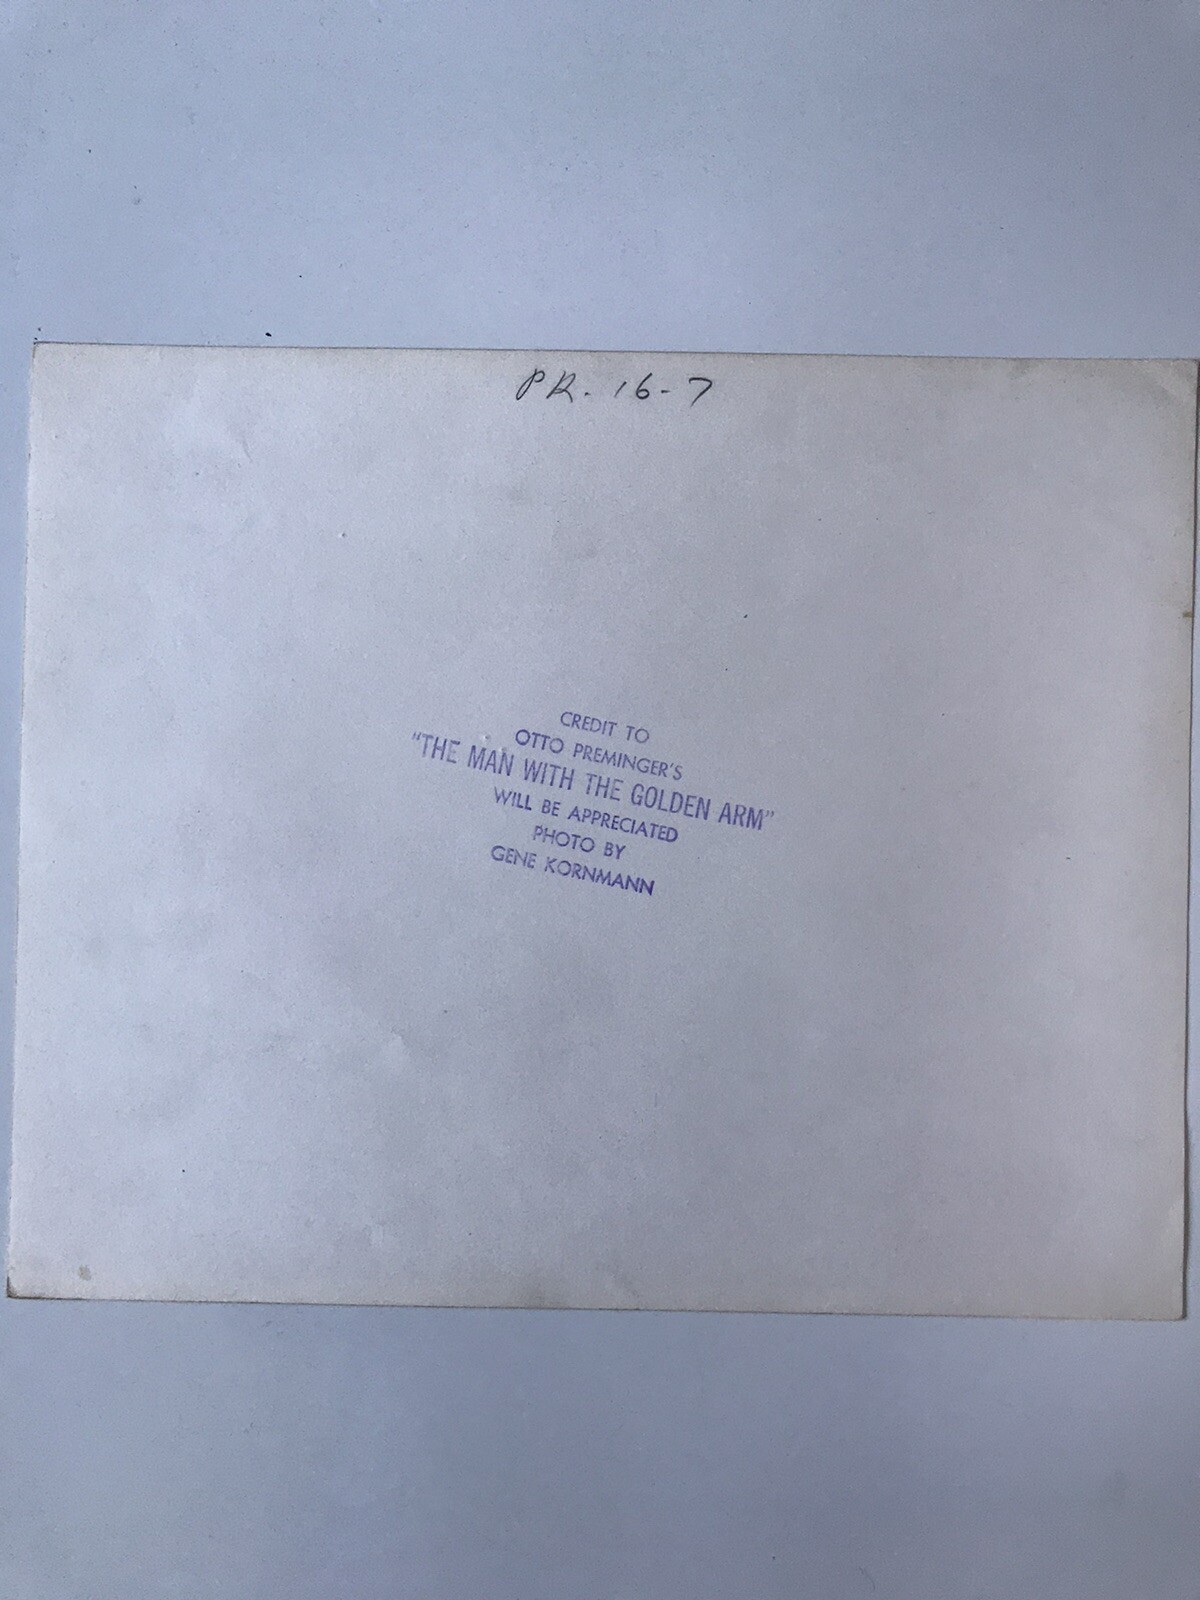 PR. 16-7
CREDIT TO
OTTO PREMINGER'S
"THE MAN WITH THE GOLDEN ARM"
WILL BE APPRECIATED
PHOTO BY
GENE KORNMANN